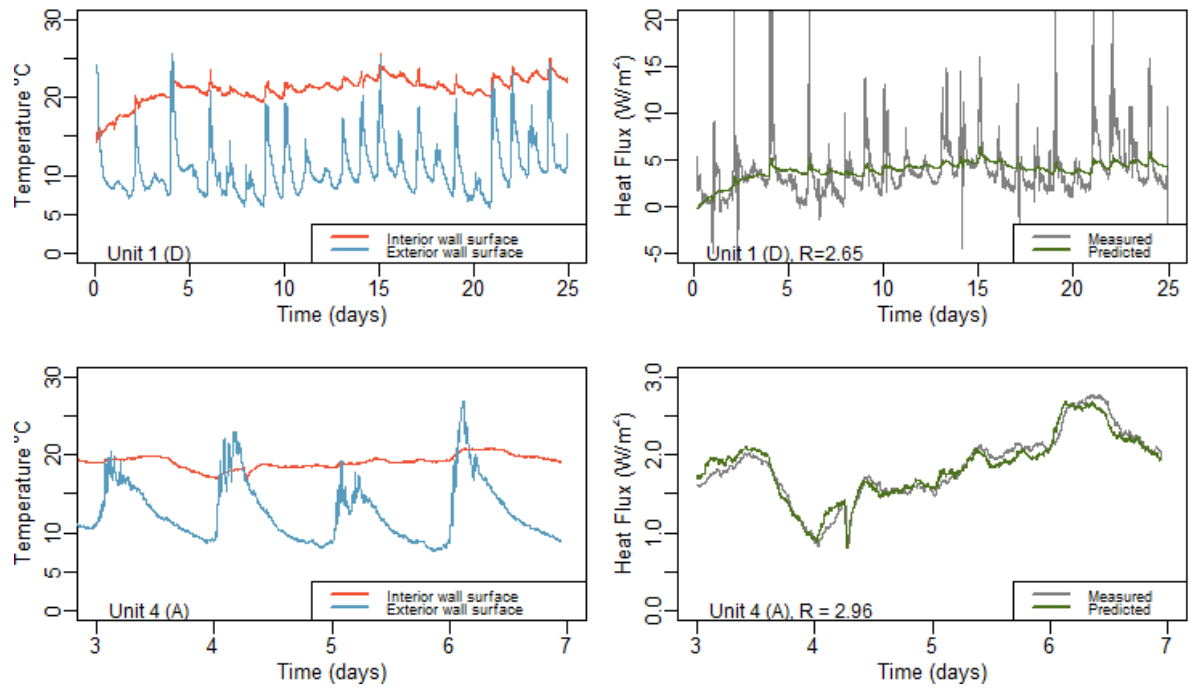 Temperature °C
30
20
10
5
0
Interior wall surface
Exterior wall surface
Unit 1 (D)
0
5
10
15
20
25
Time (days)
Heat Flux (W/m²)
20
15
10
5
0
-5
Measured
Predicted
Unit 1 (D), R=2.65
0
5
10
15
20
25
Time (days)
Temperature °C
30
20
10
0
Interior wall surface
Exterior wall surface
Unit 4 (A)
3
4
5
6
7
Time (days)
Heat Flux (W/m²)
3.0
2.0
1.0
0.0
Measured
Predicted
Unit 4 (A), R = 2.96
3
4
5
6
7
Time (days)